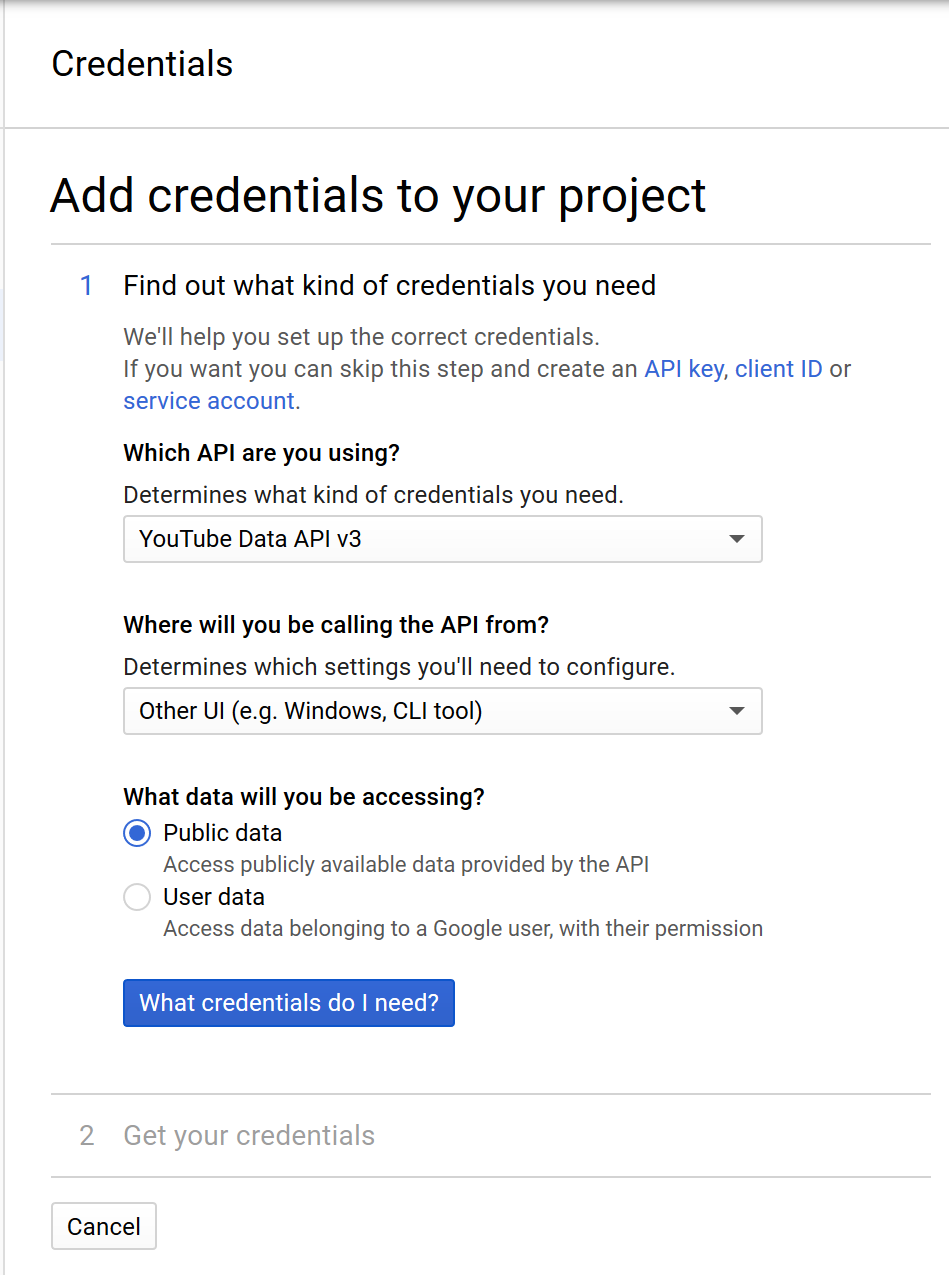 Credentials
Add credentials to your project
1 Find out what kind of credentials you need
We'll help you set up the correct credentials.
If you want you can skip this step and create an API key, client ID or
service account.
Which API are you using?
Determines what kind of credentials you need.
YouTube Data API v3
Where will you be calling the API from?
Determines which settings you'll need to configure.
Other UI (e.g. Windows, CLI tool)
What data will you be accessing?
Public data
Access publicly available data provided by the API
User data
Access data belonging to a Google user, with their permission
What credentials do I need?
2 Get your credentials
Cancel